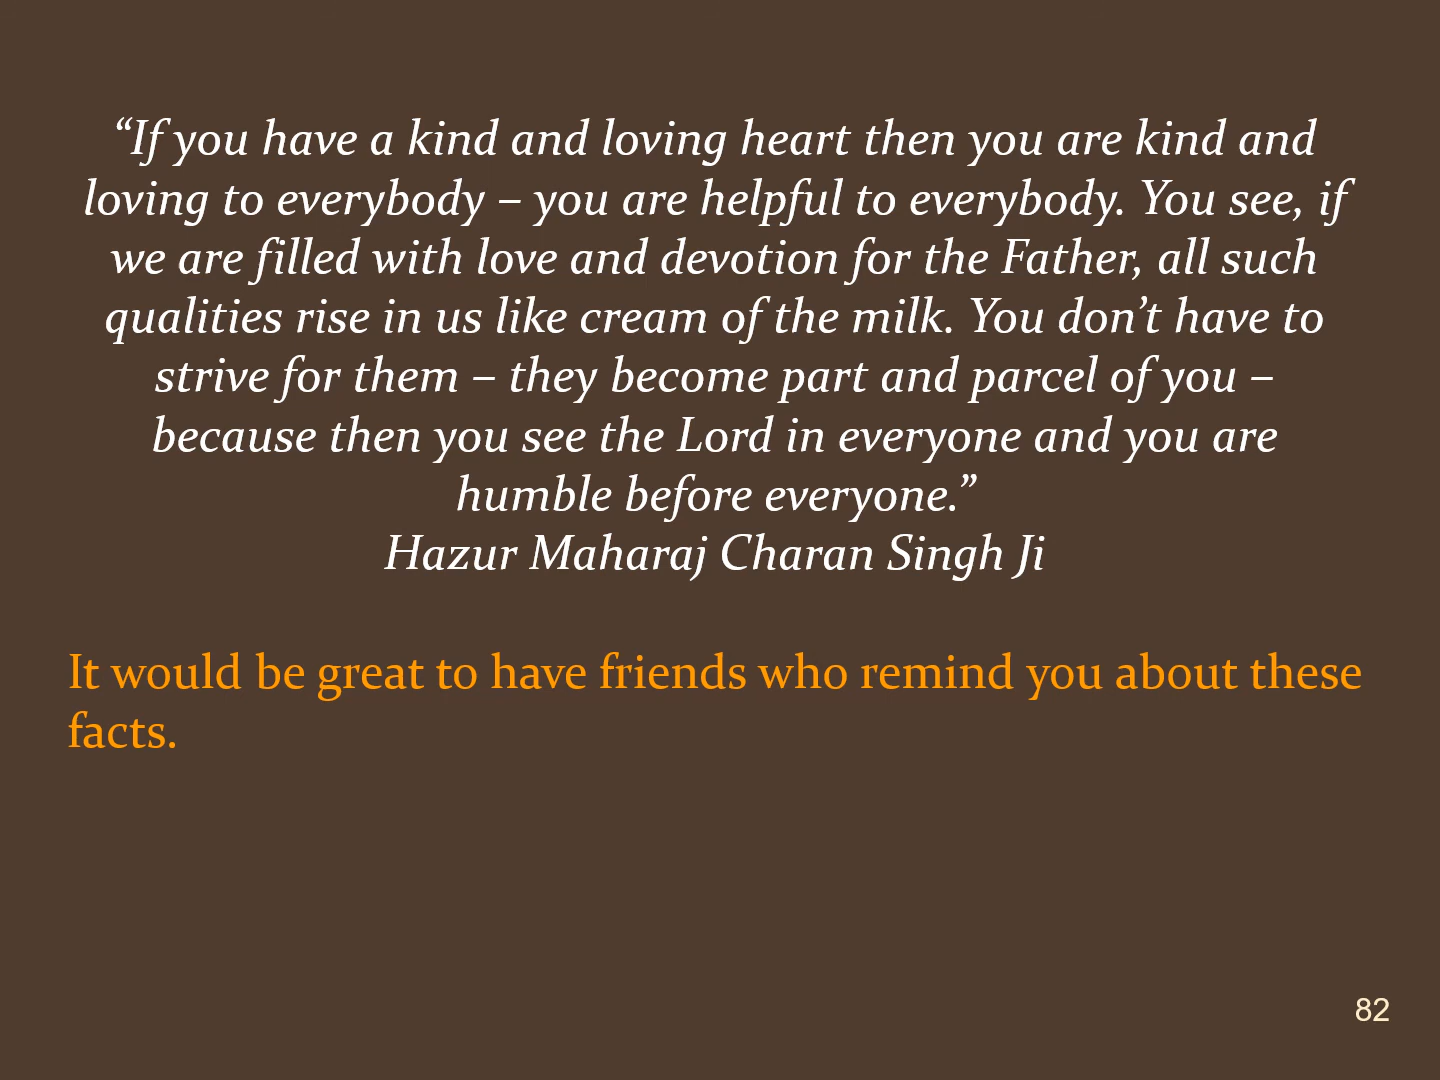 “If you have a kind and loving heart then you are kind and
loving to everybody – you are helpful to everybody. You see, if
we are filled with love and devotion for the Father, all such
qualities rise in us like cream of the milk. You don’t have to
strive for them – they become part and parcel of you –
because then you see the Lord in everyone and you are
humble before everyone.”
Hazur Maharaj Charan Singh Ji
It would be great to have friends who remind you about these
facts.
82